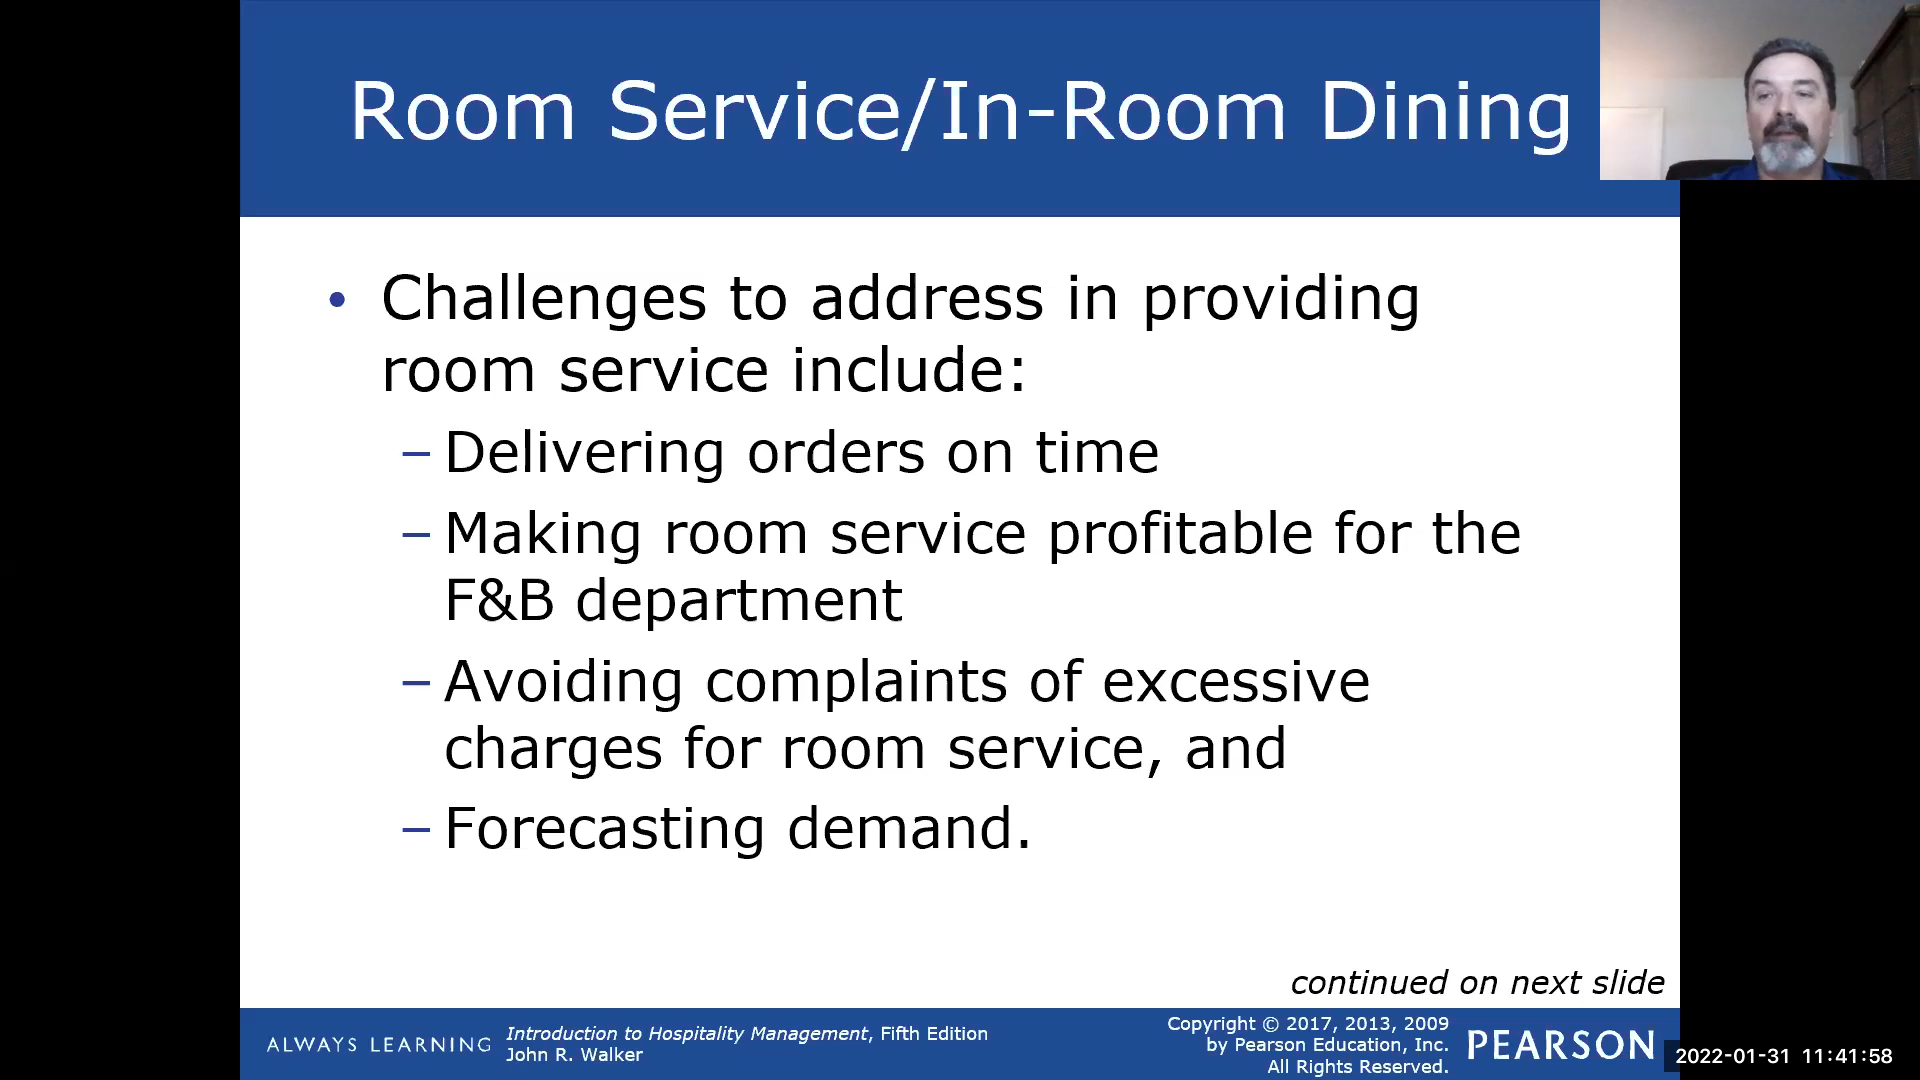 Room Service/In-Room Dining
• Challenges to address in providing
room service include:
– Delivering orders on time
– Making room service profitable for the
F&B department
– Avoiding complaints of excessive
charges for room service, and
– Forecasting demand.
continued on next slide
ALWAYS LEARNING
Introduction to Hospitality Management, Fifth Edition
John R. Walker
Copyright © 2017, 2013, 2009
by Pearson Education, Inc.
All Rights Reserved.
PEARSON
2022-01-31 11:41:58